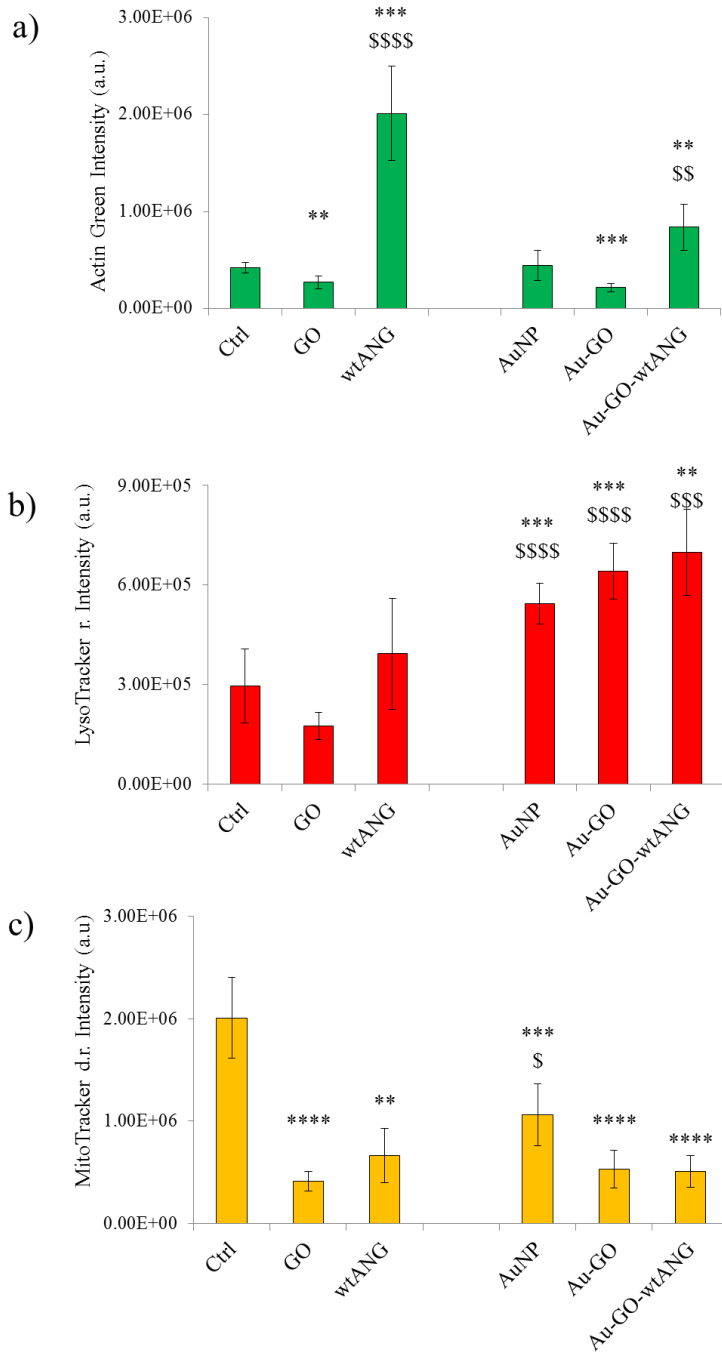 a)
Actin Green Intensity (a.u.)
3.00E+06
2.00E+06
1.00E+06
0.00E+00
***
$$$$
**
**
$$
***
Ctrl
GO
wtANG
AuNP
Au-GO
Au-GO-wtANG
b)
LysoTracker r. Intensity (a.u.)
9.00E+05
6.00E+05
3.00E+05
0.00E+00
***
$$$$
***
$$$$
**
$$$
Ctrl
GO
wtANG
AuNP
Au-GO
Au-GO-wtANG
c)
MitoTracker d.r. Intensity (a.u)
3.00E+06
2.00E+06
1.00E+06
0.00E+00
****
**
***
$
****
****
Ctrl
GO
wtANG
AuNP
Au-GO
Au-GO-wtANG